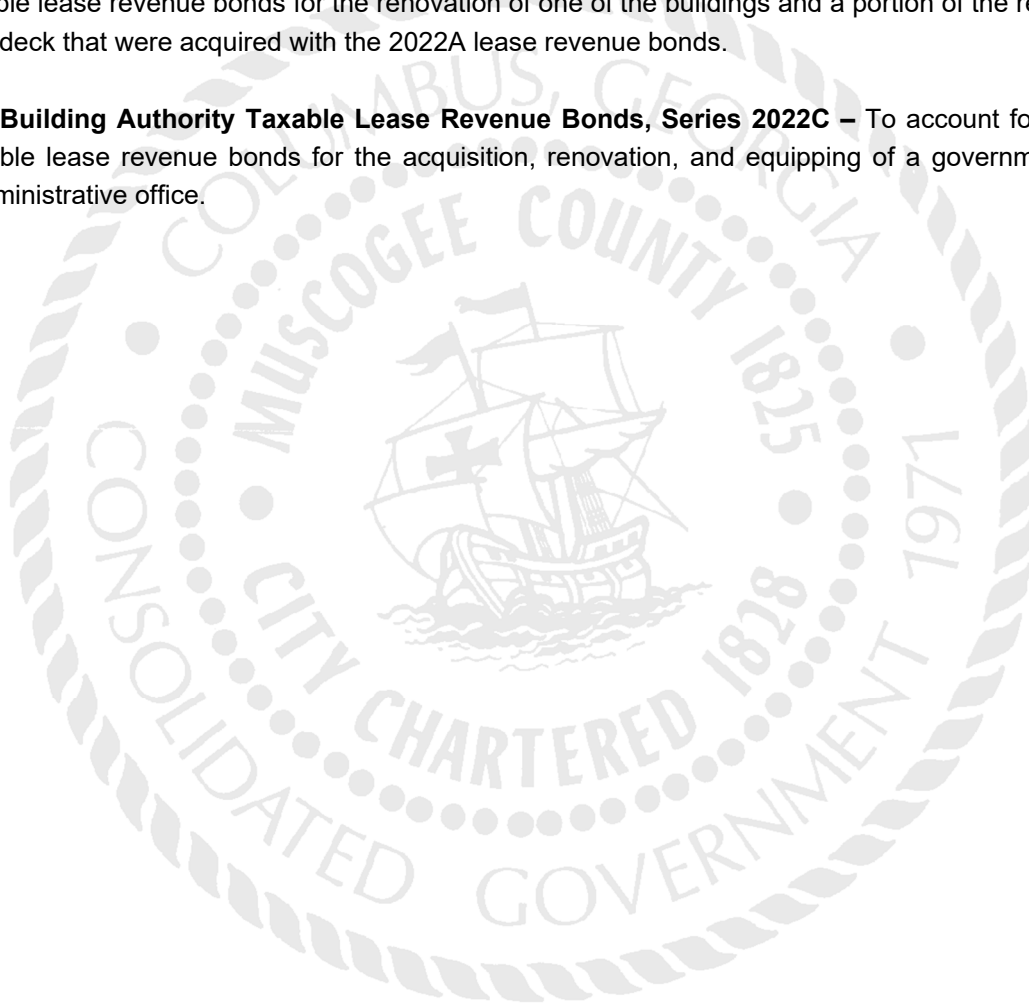 ble lease revenue bonds for the renovation of one of the buildings and a portion of the re
deck that were acquired with the 2022A lease revenue bonds.
Building Authority Taxable Lease Revenue Bonds, Series 2022C – To account fo
ble lease revenue bonds for the acquisition, renovation, and equipping of a governm
ministrative office.
COLUMBUS, GEORGIA
MUSCOGEE COUNTY 1825
CITY CHARTERED 1828
CONSOLIDATED GOVERNMENT 1971